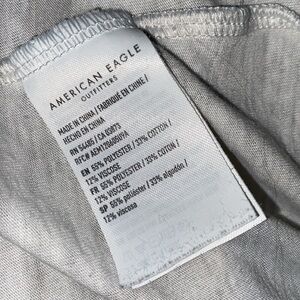 AMERICAN EAGLE
OUTFITTERS
MADE IN CHINA / FABRIQUÉ EN CHINE /
HECHO EN CHINA
RN 54485 / CA 00873
EN 55% POLYESTER / 33% COTTON /
12% VISCOSE
FR 55% POLYESTER / 33% COTON /
12% VISCOSE
SP 55% poliéster / 33% algodón /
12% viscosa